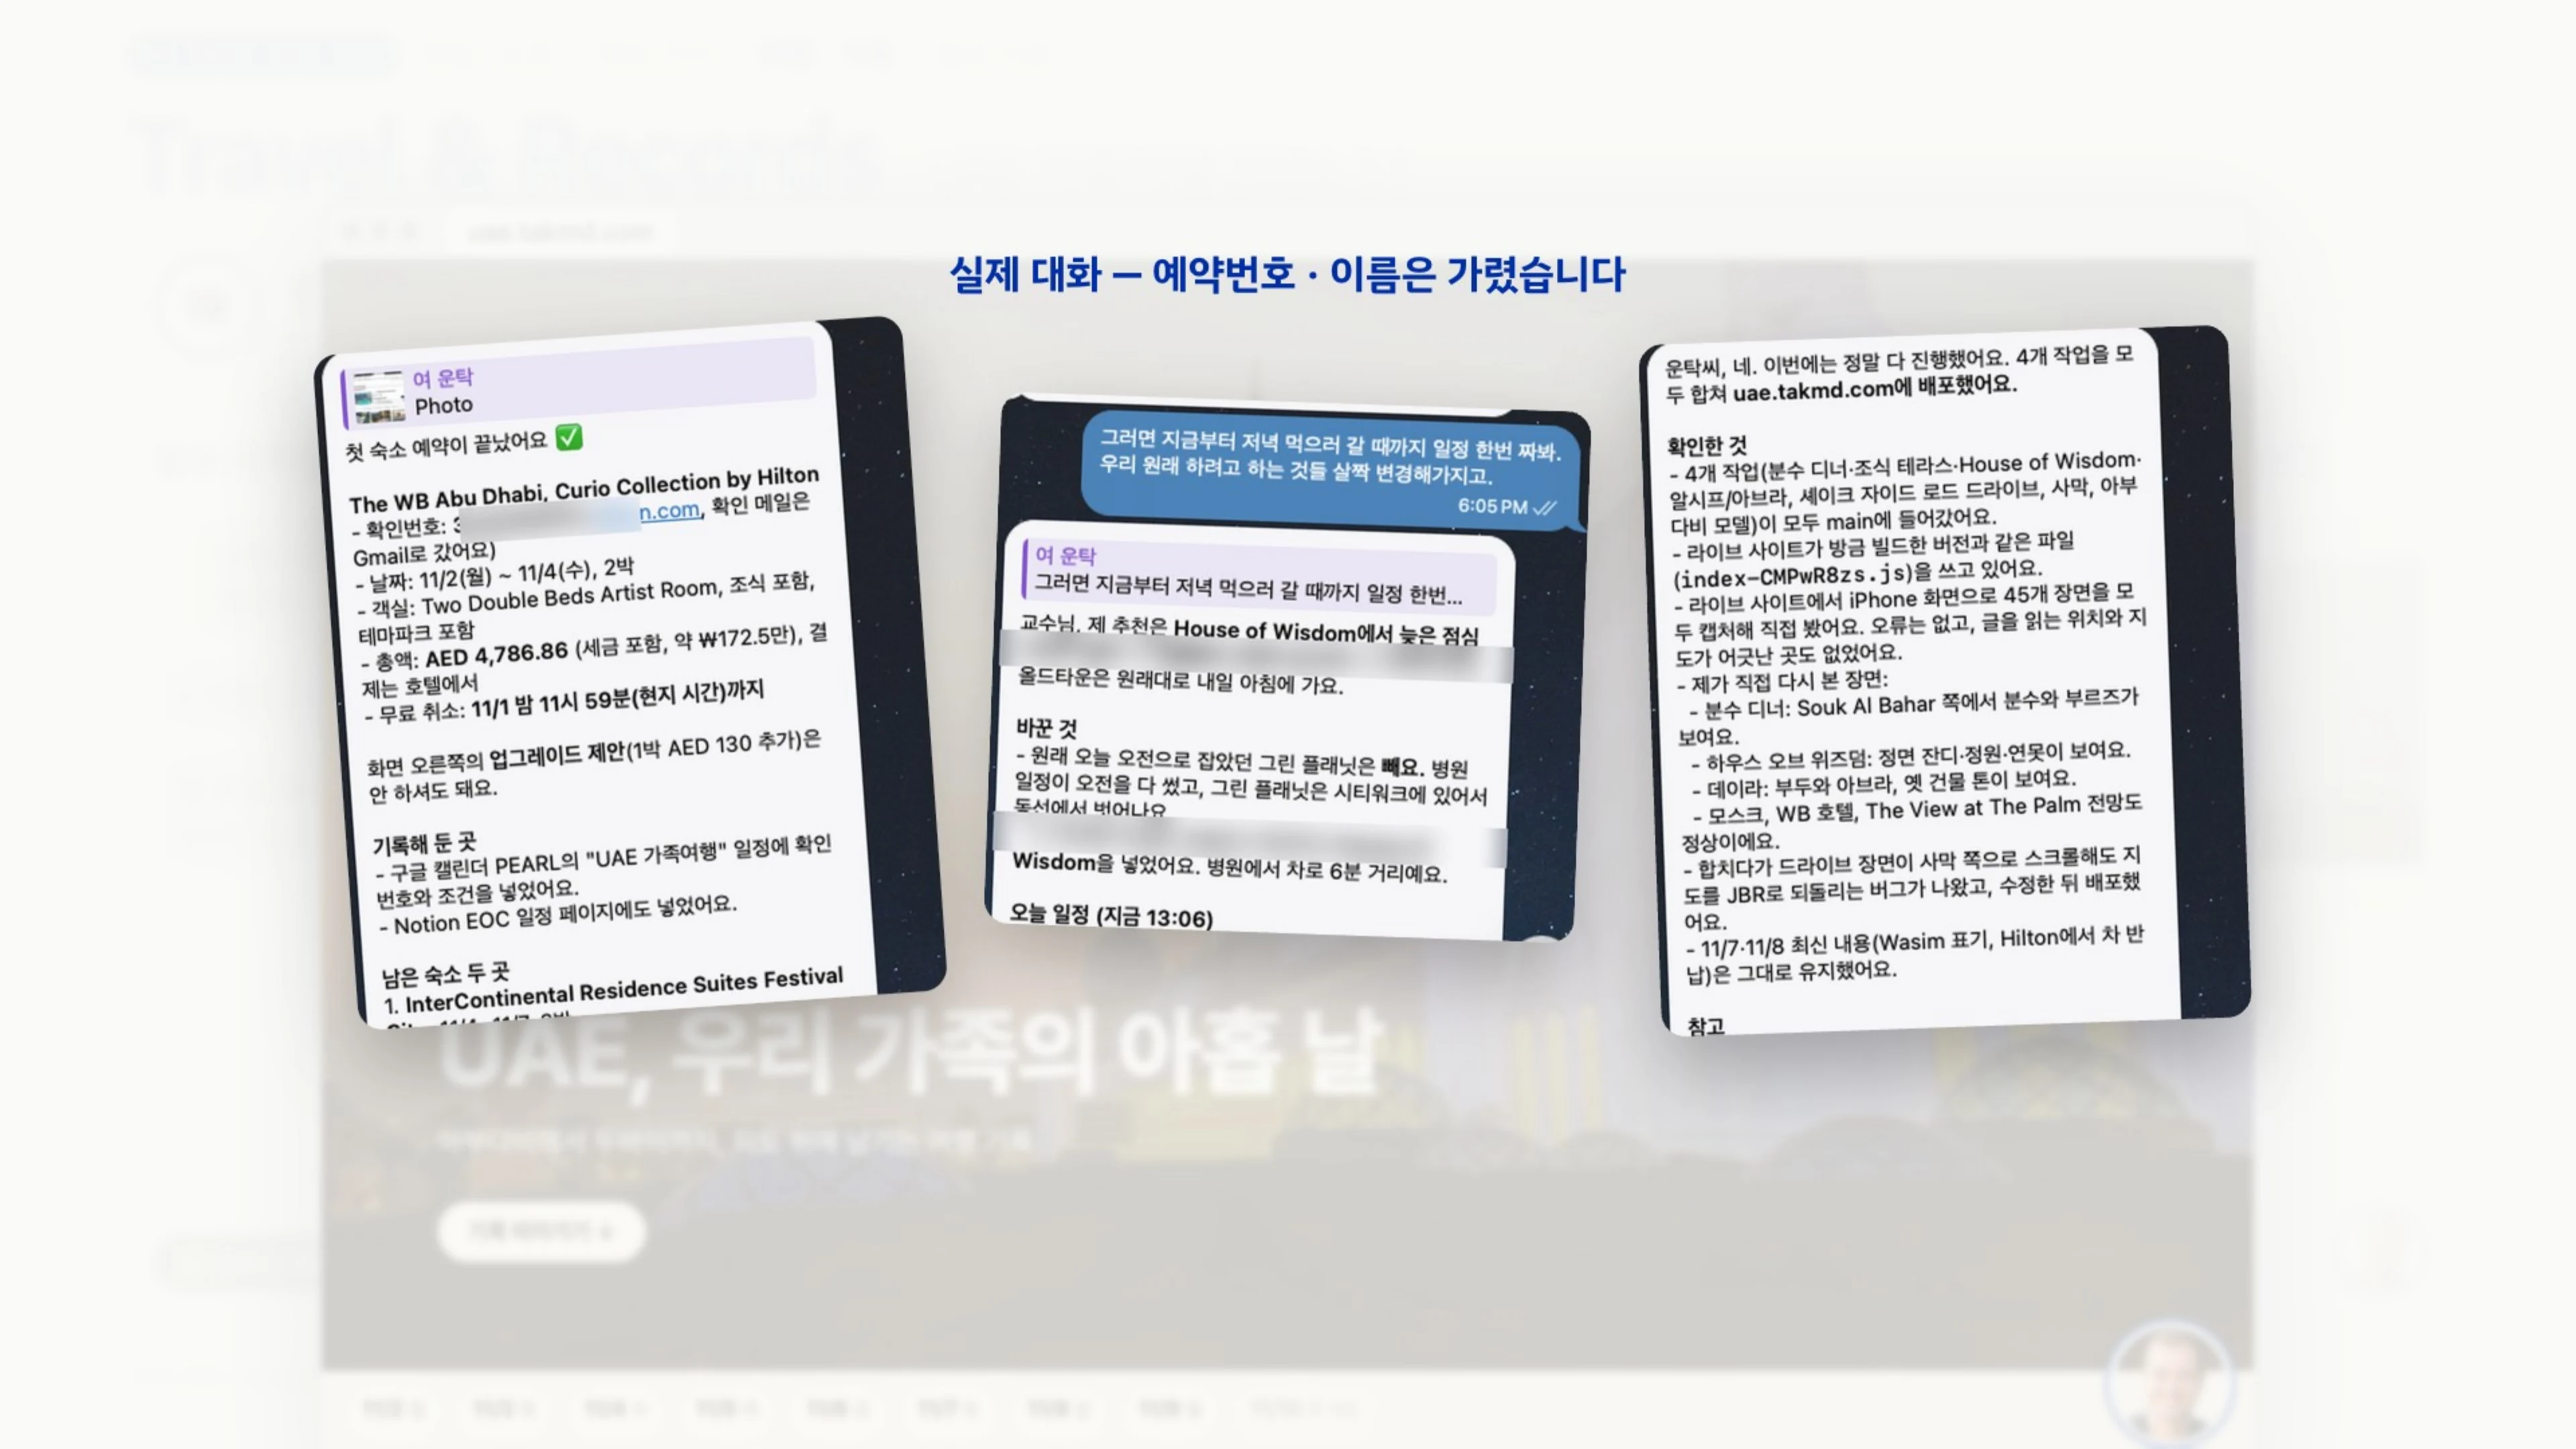 Travel & Records
uae.takmd.com
실제 대화 — 예약번호 · 이름은 가렸습니다
여 운탁
Photo
첫 숙소 예약이 끝났어요 ✅
The WB Abu Dhabi, Curio Collection by Hilton
- 확인번호: 3 n.com, 확인 메일은
Gmail로 갔어요)
- 날짜: 11/2(월) ~ 11/4(수), 2박
- 객실: Two Double Beds Artist Room, 조식 포함,
테마파크 포함
- 총액: AED 4,786.86 (세금 포함, 약 ₩172.5만), 결
제는 호텔에서
- 무료 취소: 11/1 밤 11시 59분(현지 시간)까지
화면 오른쪽의 업그레이드 제안(1박 AED 130 추가)은
안 하셔도 돼요.
기록해 둔 곳
- 구글 캘린더 PEARL의 "UAE 가족여행" 일정에 확인
번호와 조건을 넣었어요.
- Notion EOC 일정 페이지에도 넣었어요.
남은 숙소 두 곳
1. InterContinental Residence Suites Festival
그러면 지금부터 저녁 먹으러 갈 때까지 일정 한번 짜봐.
우리 원래 하려고 하는 것들 살짝 변경해가지고.
6:05 PM
여 운탁
그러면 지금부터 저녁 먹으러 갈 때까지 일정 한번...
교수님, 제 추천은 House of Wisdom에서 늦은 점심
올드타운은 원래대로 내일 아침에 가요.
바꾼 것
- 원래 오늘 오전으로 잡았던 그린 플래닛은 빼요. 병원
일정이 오전을 다 썼고, 그린 플래닛은 시티워크에 있어서
동선에서 벗어나요
Wisdom을 넣었어요. 병원에서 차로 6분 거리예요.
오늘 일정 (지금 13:06)
운탁씨, 네. 이번에는 정말 다 진행했어요. 4개 작업을 모
두 합쳐 uae.takmd.com에 배포했어요.
확인한 것
- 4개 작업(분수 디너·조식 테라스·House of Wisdom·
알시프/아브라, 셰이크 자이드 로드 드라이브, 사막, 아부
다비 모델)이 모두 main에 들어갔어요.
- 라이브 사이트가 방금 빌드한 버전과 같은 파일
(index-CMPwR8zs.js)을 쓰고 있어요.
- 라이브 사이트에서 iPhone 화면으로 45개 장면을 모
두 캡처해 직접 봤어요. 오류는 없고, 글을 읽는 위치와 지
도가 어긋난 곳도 없었어요.
- 제가 직접 다시 본 장면:
- 분수 디너: Souk Al Bahar 쪽에서 분수와 부르즈가
보여요.
- 하우스 오브 위즈덤: 정면 잔디·정원·연못이 보여요.
- 데이라: 부두와 아브라, 옛 건물 톤이 보여요.
- 모스크, WB 호텔, The View at The Palm 전망도
정상이에요.
- 합치다가 드라이브 장면이 사막 쪽으로 스크롤해도 지
도를 JBR로 되돌리는 버그가 나왔고, 수정한 뒤 배포했
어요.
- 11/7·11/8 최신 내용(Wasim 표기, Hilton에서 차 반
납)은 그대로 유지했어요.
참고
UAE, 우리 가족의 아홉 날